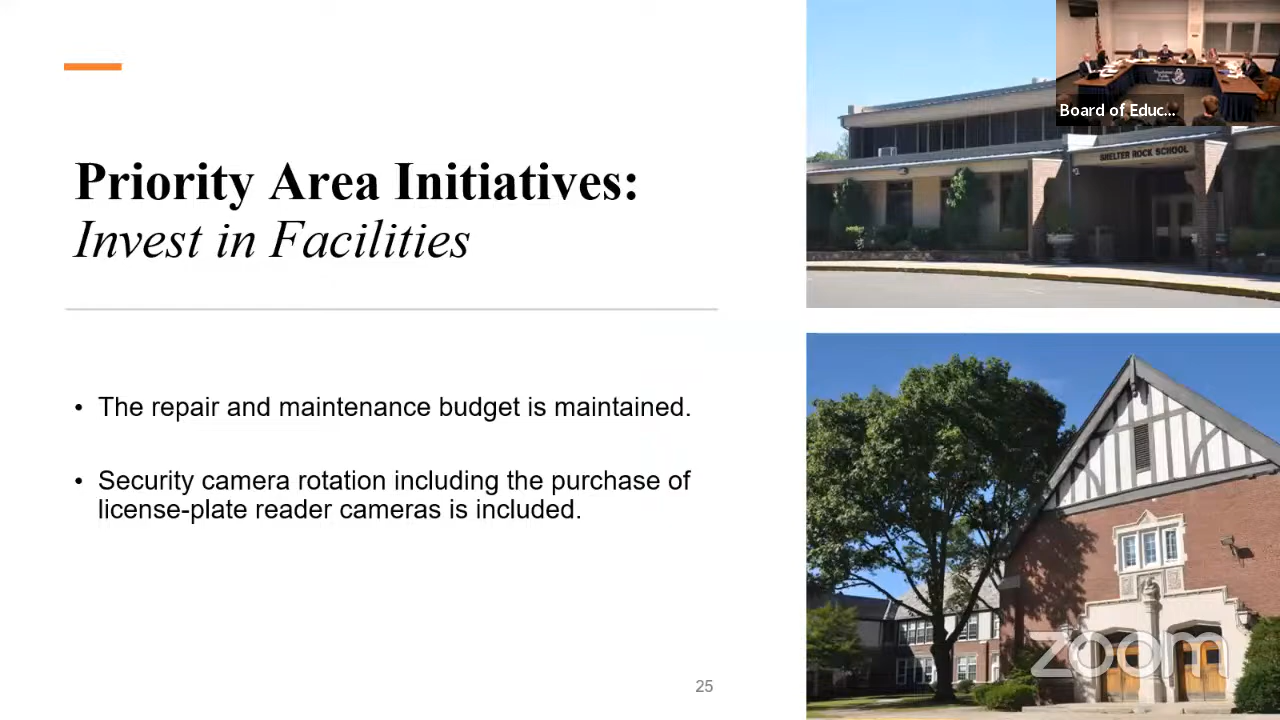 Priority Area Initiatives:
Invest in Facilities
• The repair and maintenance budget is maintained.
• Security camera rotation including the purchase of
license-plate reader cameras is included.
25
Board of Educ...
SHELTER ROCK SCHOOL
zoom